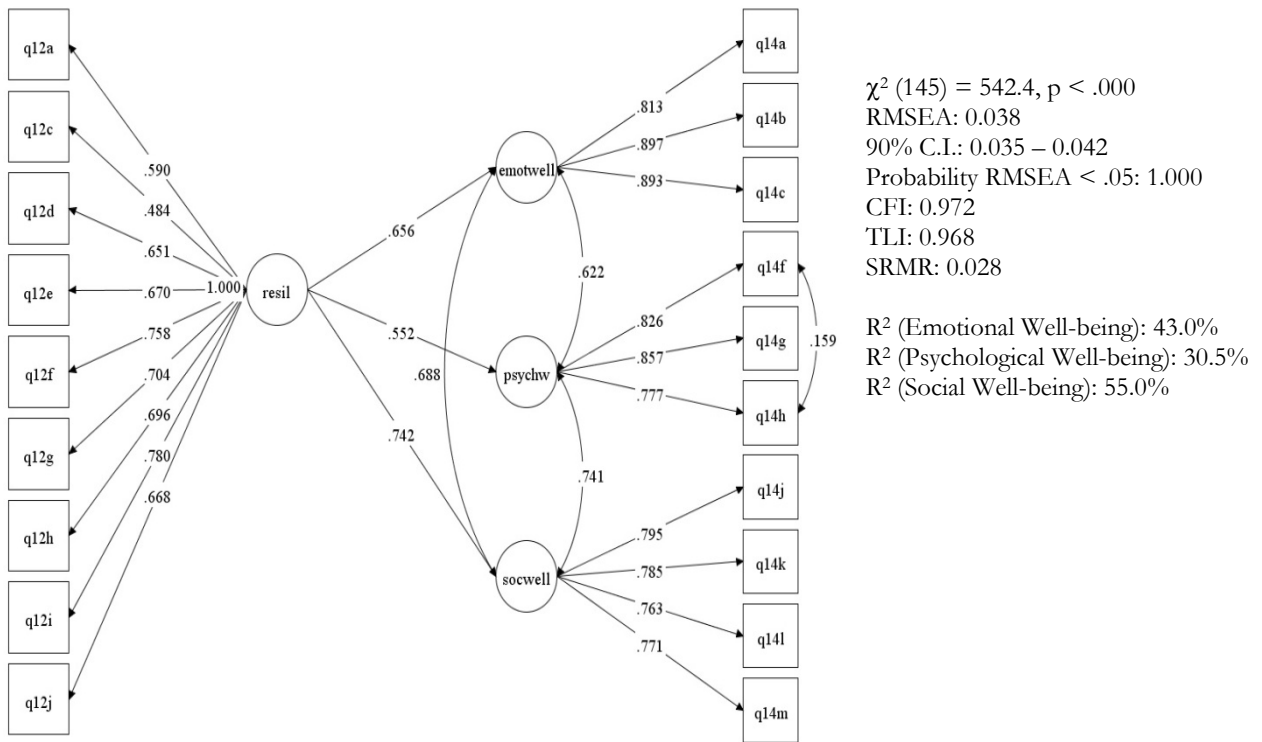 q12a
q12c
q12d
q12e
q12f
q12g
q12h
q12i
q12j
.590
.484
.651
.670
.758
.704
.696
.780
.668
1.000
resil
.656
.552
.742
emotwell
psychw
socwell
.688
.622
.741
.813
.897
.893
.826
.857
.777
.795
.785
.763
.771
q14a
q14b
q14c
q14f
q14g
q14h
q14j
q14k
q14l
q14m
.159
χ² (145) = 542.4, p < .000
RMSEA: 0.038
90% C.I.: 0.035 – 0.042
Probability RMSEA < .05: 1.000
CFI: 0.972
TLI: 0.968
SRMR: 0.028
R² (Emotional Well-being): 43.0%
R² (Psychological Well-being): 30.5%
R² (Social Well-being): 55.0%